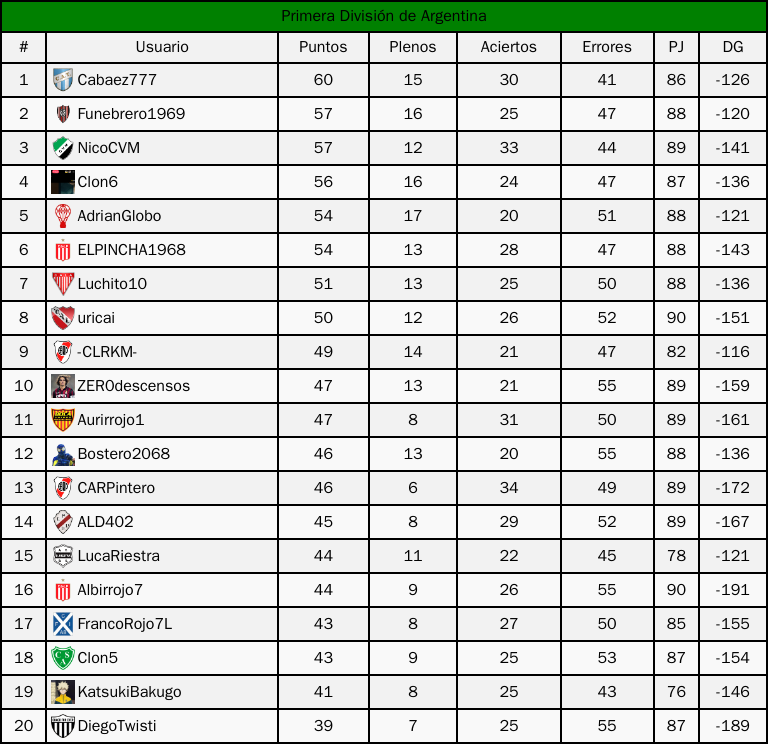 Primera División de Argentina
# Usuario Puntos Plenos Aciertos Errores PJ DG
1 Cabaez777 60 15 30 41 86 -126
2 Funebrero1969 57 16 25 47 88 -120
3 NicoCVM 57 12 33 44 89 -141
4 Clon6 56 16 24 47 87 -136
5 AdrianGlobo 54 17 20 51 88 -121
6 ELPINCHA1968 54 13 28 47 88 -143
7 Luchito10 51 13 25 50 88 -136
8 uricai 50 12 26 52 90 -151
9 -CLRKM- 49 14 21 47 82 -116
10 ZER0descensos 47 13 21 55 89 -159
11 Aurirrojo1 47 8 31 50 89 -161
12 Bostero2068 46 13 20 55 88 -136
13 CARPintero 46 6 34 49 89 -172
14 ALD402 45 8 29 52 89 -167
15 LucaRiestra 44 11 22 45 78 -121
16 Albirrojo7 44 9 26 55 90 -191
17 FrancoRojo7L 43 8 27 50 85 -155
18 Clon5 43 9 25 53 87 -154
19 KatsukiBakugo 41 8 25 43 76 -146
20 DiegoTwisti 39 7 25 55 87 -189